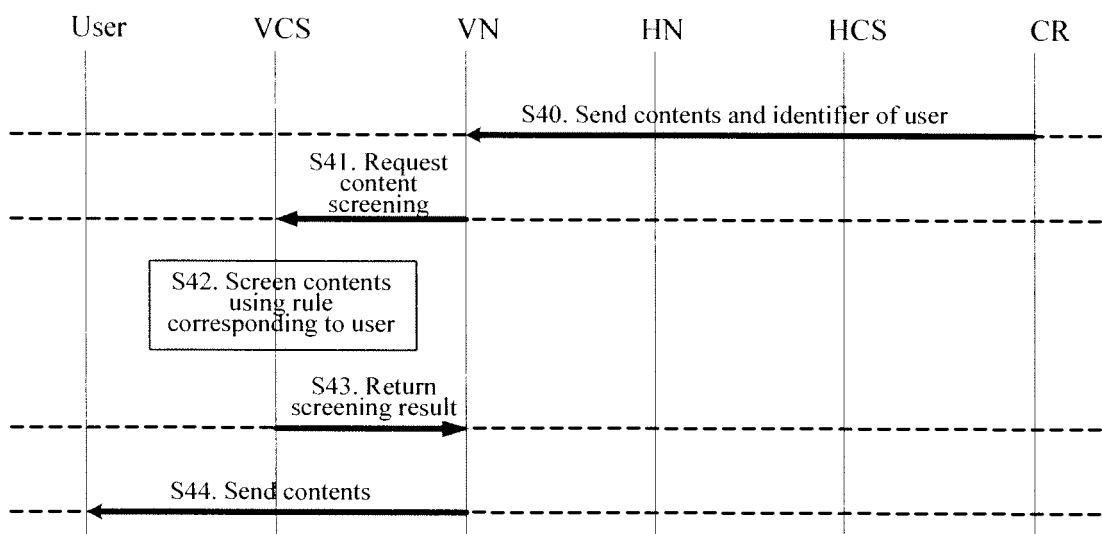 User VCS VN HN HCS CR
S40. Send contents and identifier of user
S41. Request
content
screening
S42. Screen contents
using rule
corresponding to user
S43. Return
screening result
S44. Send contents